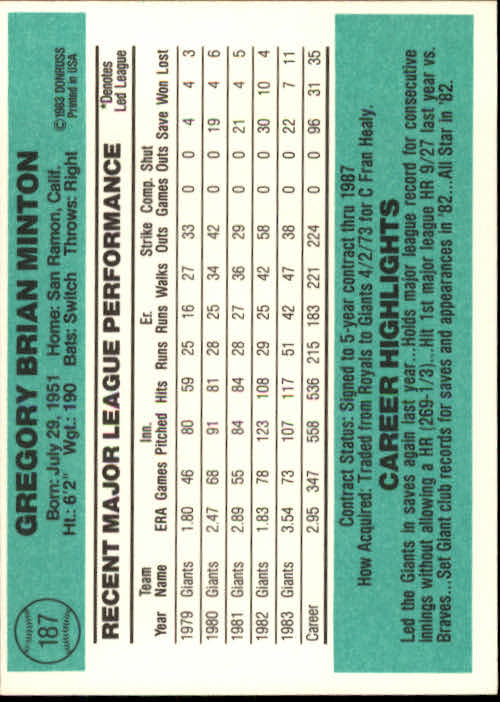 187
GREGORY BRIAN MINTON
Born: July 29, 1951 Home: San Ramon, Calif.
Ht.: 6'2" Wgt.: 190 Bats: Switch Throws: Right
©1983 DONRUSS
Printed in USA
RECENT MAJOR LEAGUE PERFORMANCE
*Denotes
Led League
Team Inn. Er. Strike Comp. Shut
Year Name ERA Games Pitched Hits Runs Runs Walks Outs Games Outs Save Won Lost
1979 Giants 1.80 46 80 59 25 16 27 33 0 0 4 4 3
1980 Giants 2.47 68 91 81 28 25 34 42 0 0 19 4 6
1981 Giants 2.89 55 84 84 28 27 36 29 0 0 21 4 5
1982 Giants 1.83 78 123 108 29 25 42 58 0 0 30 10 4
1983 Giants 3.54 73 107 117 51 42 47 38 0 0 22 7 11
Career 2.95 347 558 536 215 183 221 224 0 0 96 31 35
Contract Status: Signed to 5-year contract thru 1987
How Acquired: Traded from Royals to Giants 4/2/73 for C Fran Healy.
CAREER HIGHLIGHTS
Led the Giants in saves again last year...Holds major league record for consecutive
innings without allowing a HR (269-1/3)...Hit 1st major league HR 9/27 last year vs.
Braves...Set Giant club records for saves and appearances in '82...All Star in '82.